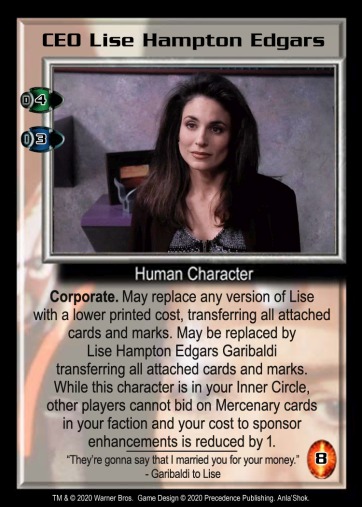 CEO Lise Hampton Edgars
4
3
Human Character
Corporate. May replace any version of Lise
with a lower printed cost, transferring all attached
cards and marks. May be replaced by
Lise Hampton Edgars Garibaldi
transferring all attached cards and marks.
While this character is in your Inner Circle,
other players cannot bid on Mercenary cards
in your faction and your cost to sponsor
enhancements is reduced by 1.
"They're gonna say that I married you for your money."
- Garibaldi to Lise
8
TM & © 2020 Warner Bros. Game Design © 2020 Precedence Publishing. Anla'Shok.